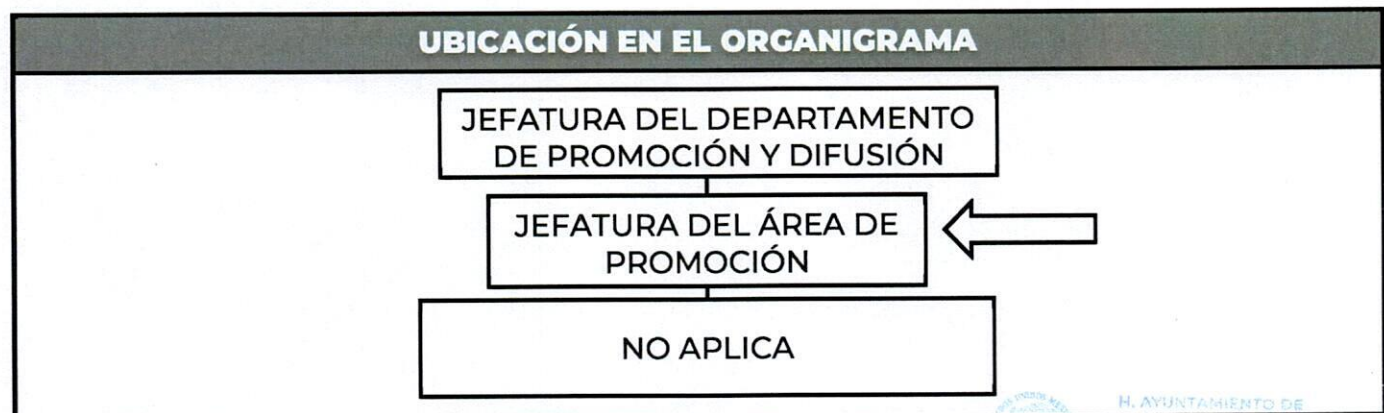 UBICACIÓN EN EL ORGANIGRAMA
JEFATURA DEL DEPARTAMENTO
DE PROMOCIÓN Y DIFUSIÓN
JEFATURA DEL ÁREA DE
PROMOCIÓN
NO APLICA
H. AYUNTAMIENTO DE